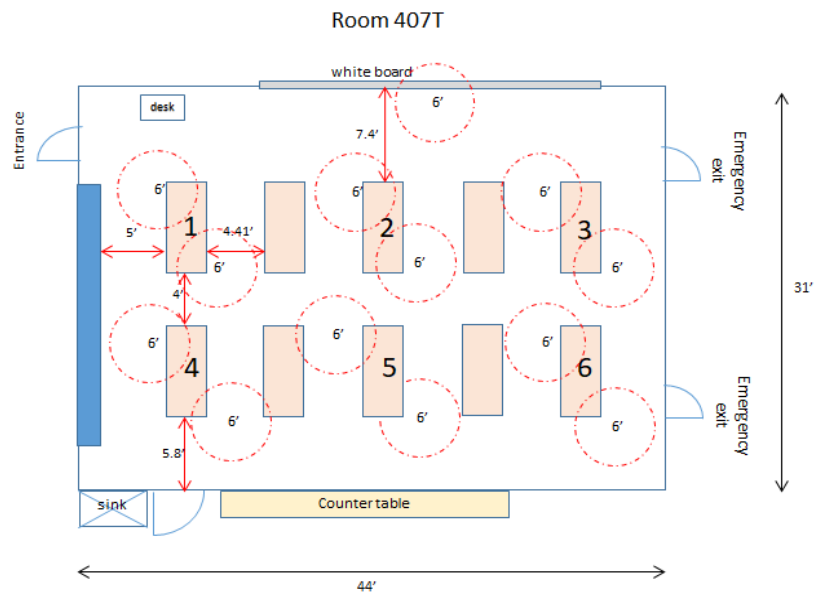 Room 407T
white board
6'
desk
7.4'
Entrance
Emergency
exit
6'
6'
6'
1
2
3
5'
4.41'
6'
6'
6'
4'
31'
6'
6'
6'
4
5
6
Emergency
exit
6'
6'
6'
5.8'
sink
Counter table
44'